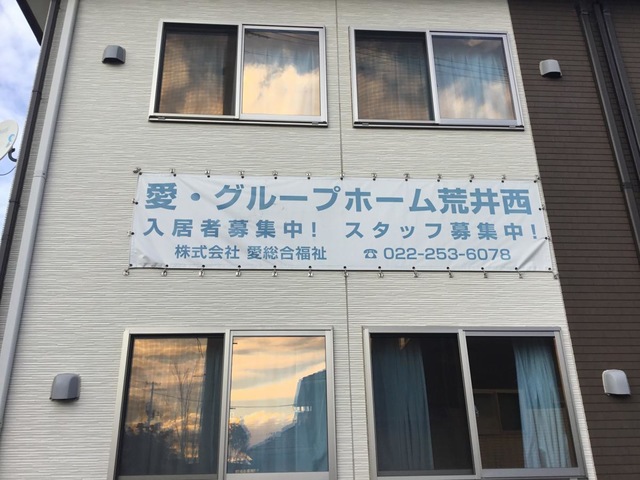 愛・グループホーム荒井西
入居者募集中! スタッフ募集中!
株式会社 愛総合福祉 ☎022-253-6078